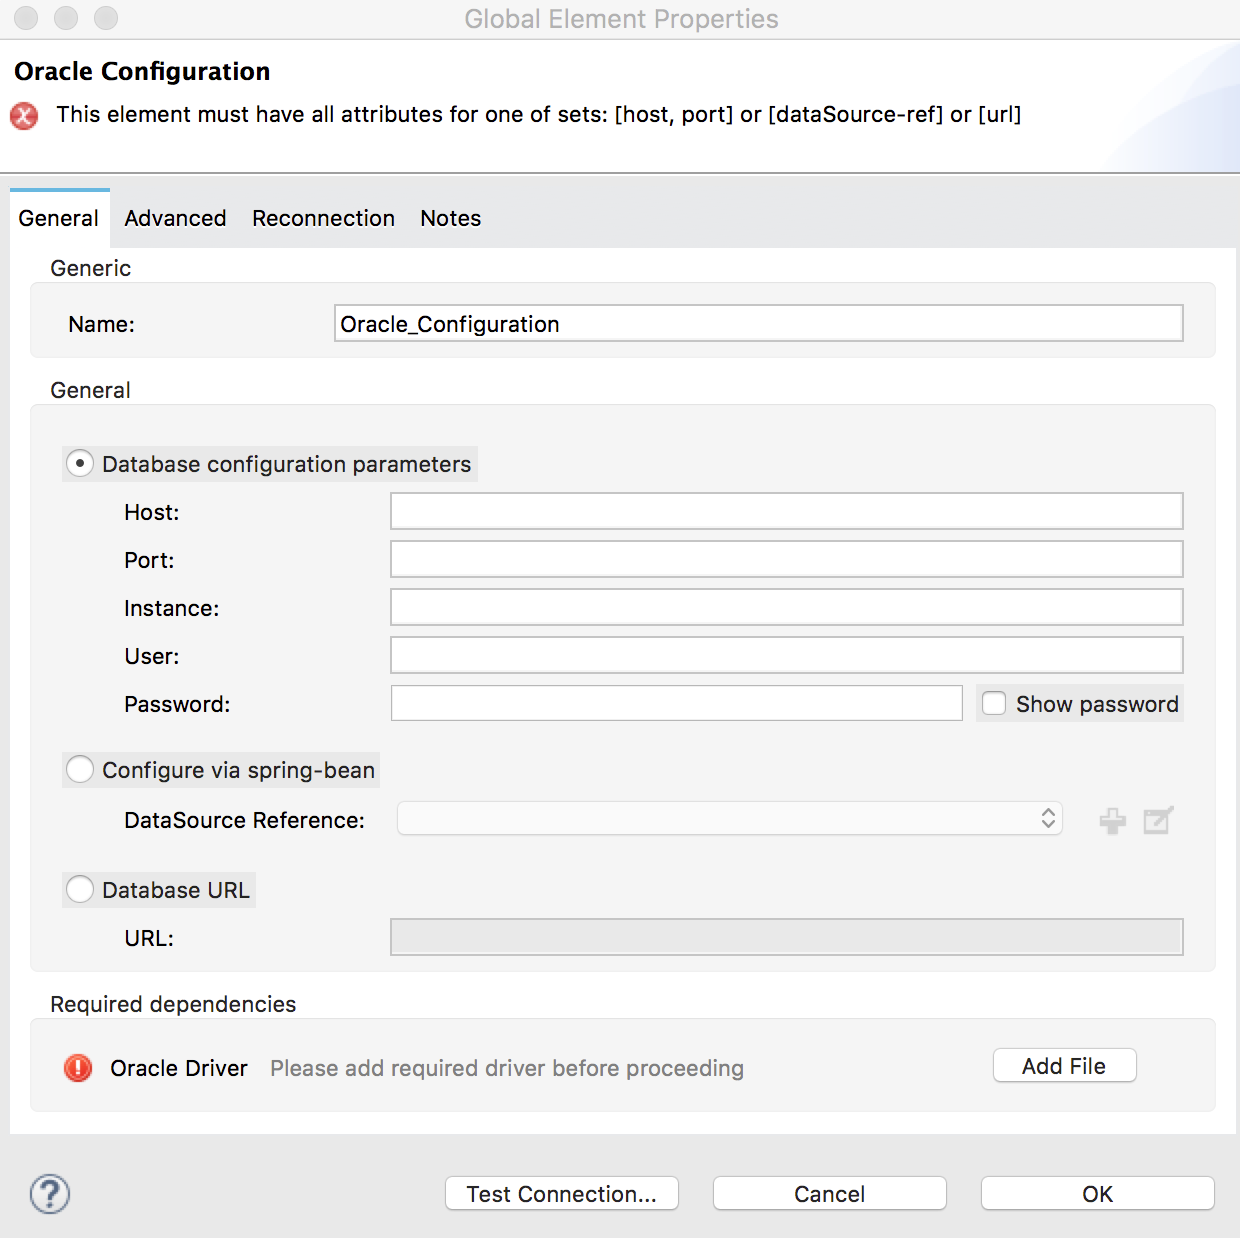 Global Element Properties
Oracle Configuration
This element must have all attributes for one of sets: [host, port] or [dataSource-ref] or [url]
General Advanced Reconnection Notes
Generic
Name: Oracle_Configuration
General
Database configuration parameters
Host:
Port:
Instance:
User:
Password: Show password
Configure via spring-bean
DataSource Reference:
Database URL
URL:
Required dependencies
Oracle Driver Please add required driver before proceeding Add File
Test Connection... Cancel OK